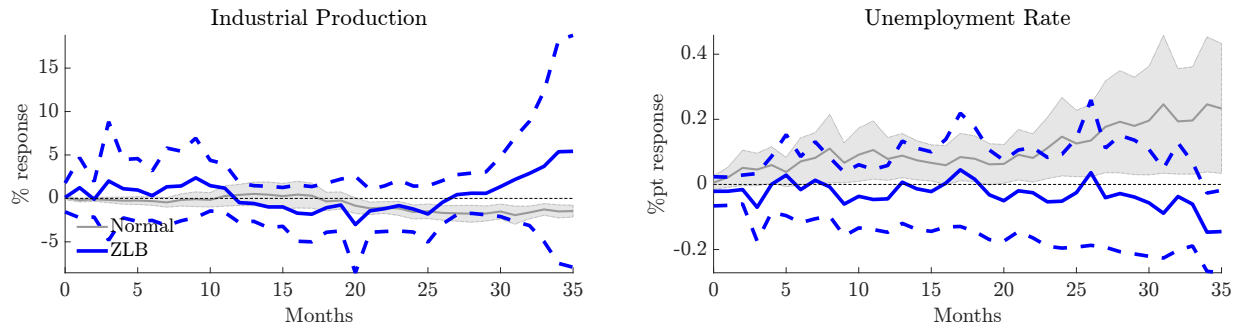 Industrial Production
% response
15
10
5
0
-5
Normal
ZLB
0 5 10 15 20 25 30 35
Months
Unemployment Rate
%pt response
0.4
0.2
0
-0.2
0 5 10 15 20 25 30 35
Months